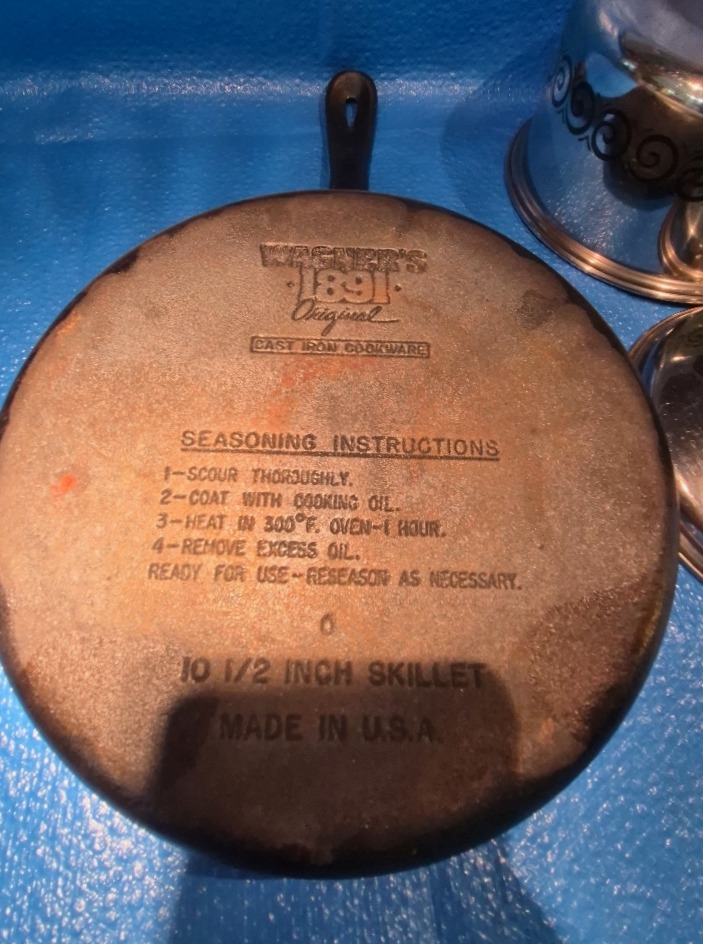 WAGNER'S
·1891·
Original
CAST IRON COOKWARE
SEASONING INSTRUCTIONS
1-SCOUR THOROUGHLY.
2-COAT WITH COOKING OIL.
3-HEAT IN 300°F. OVEN-1 HOUR.
4-REMOVE EXCESS OIL.
READY FOR USE-RESEASON AS NECESSARY.
0
10 1/2 INCH SKILLET
MADE IN U.S.A.